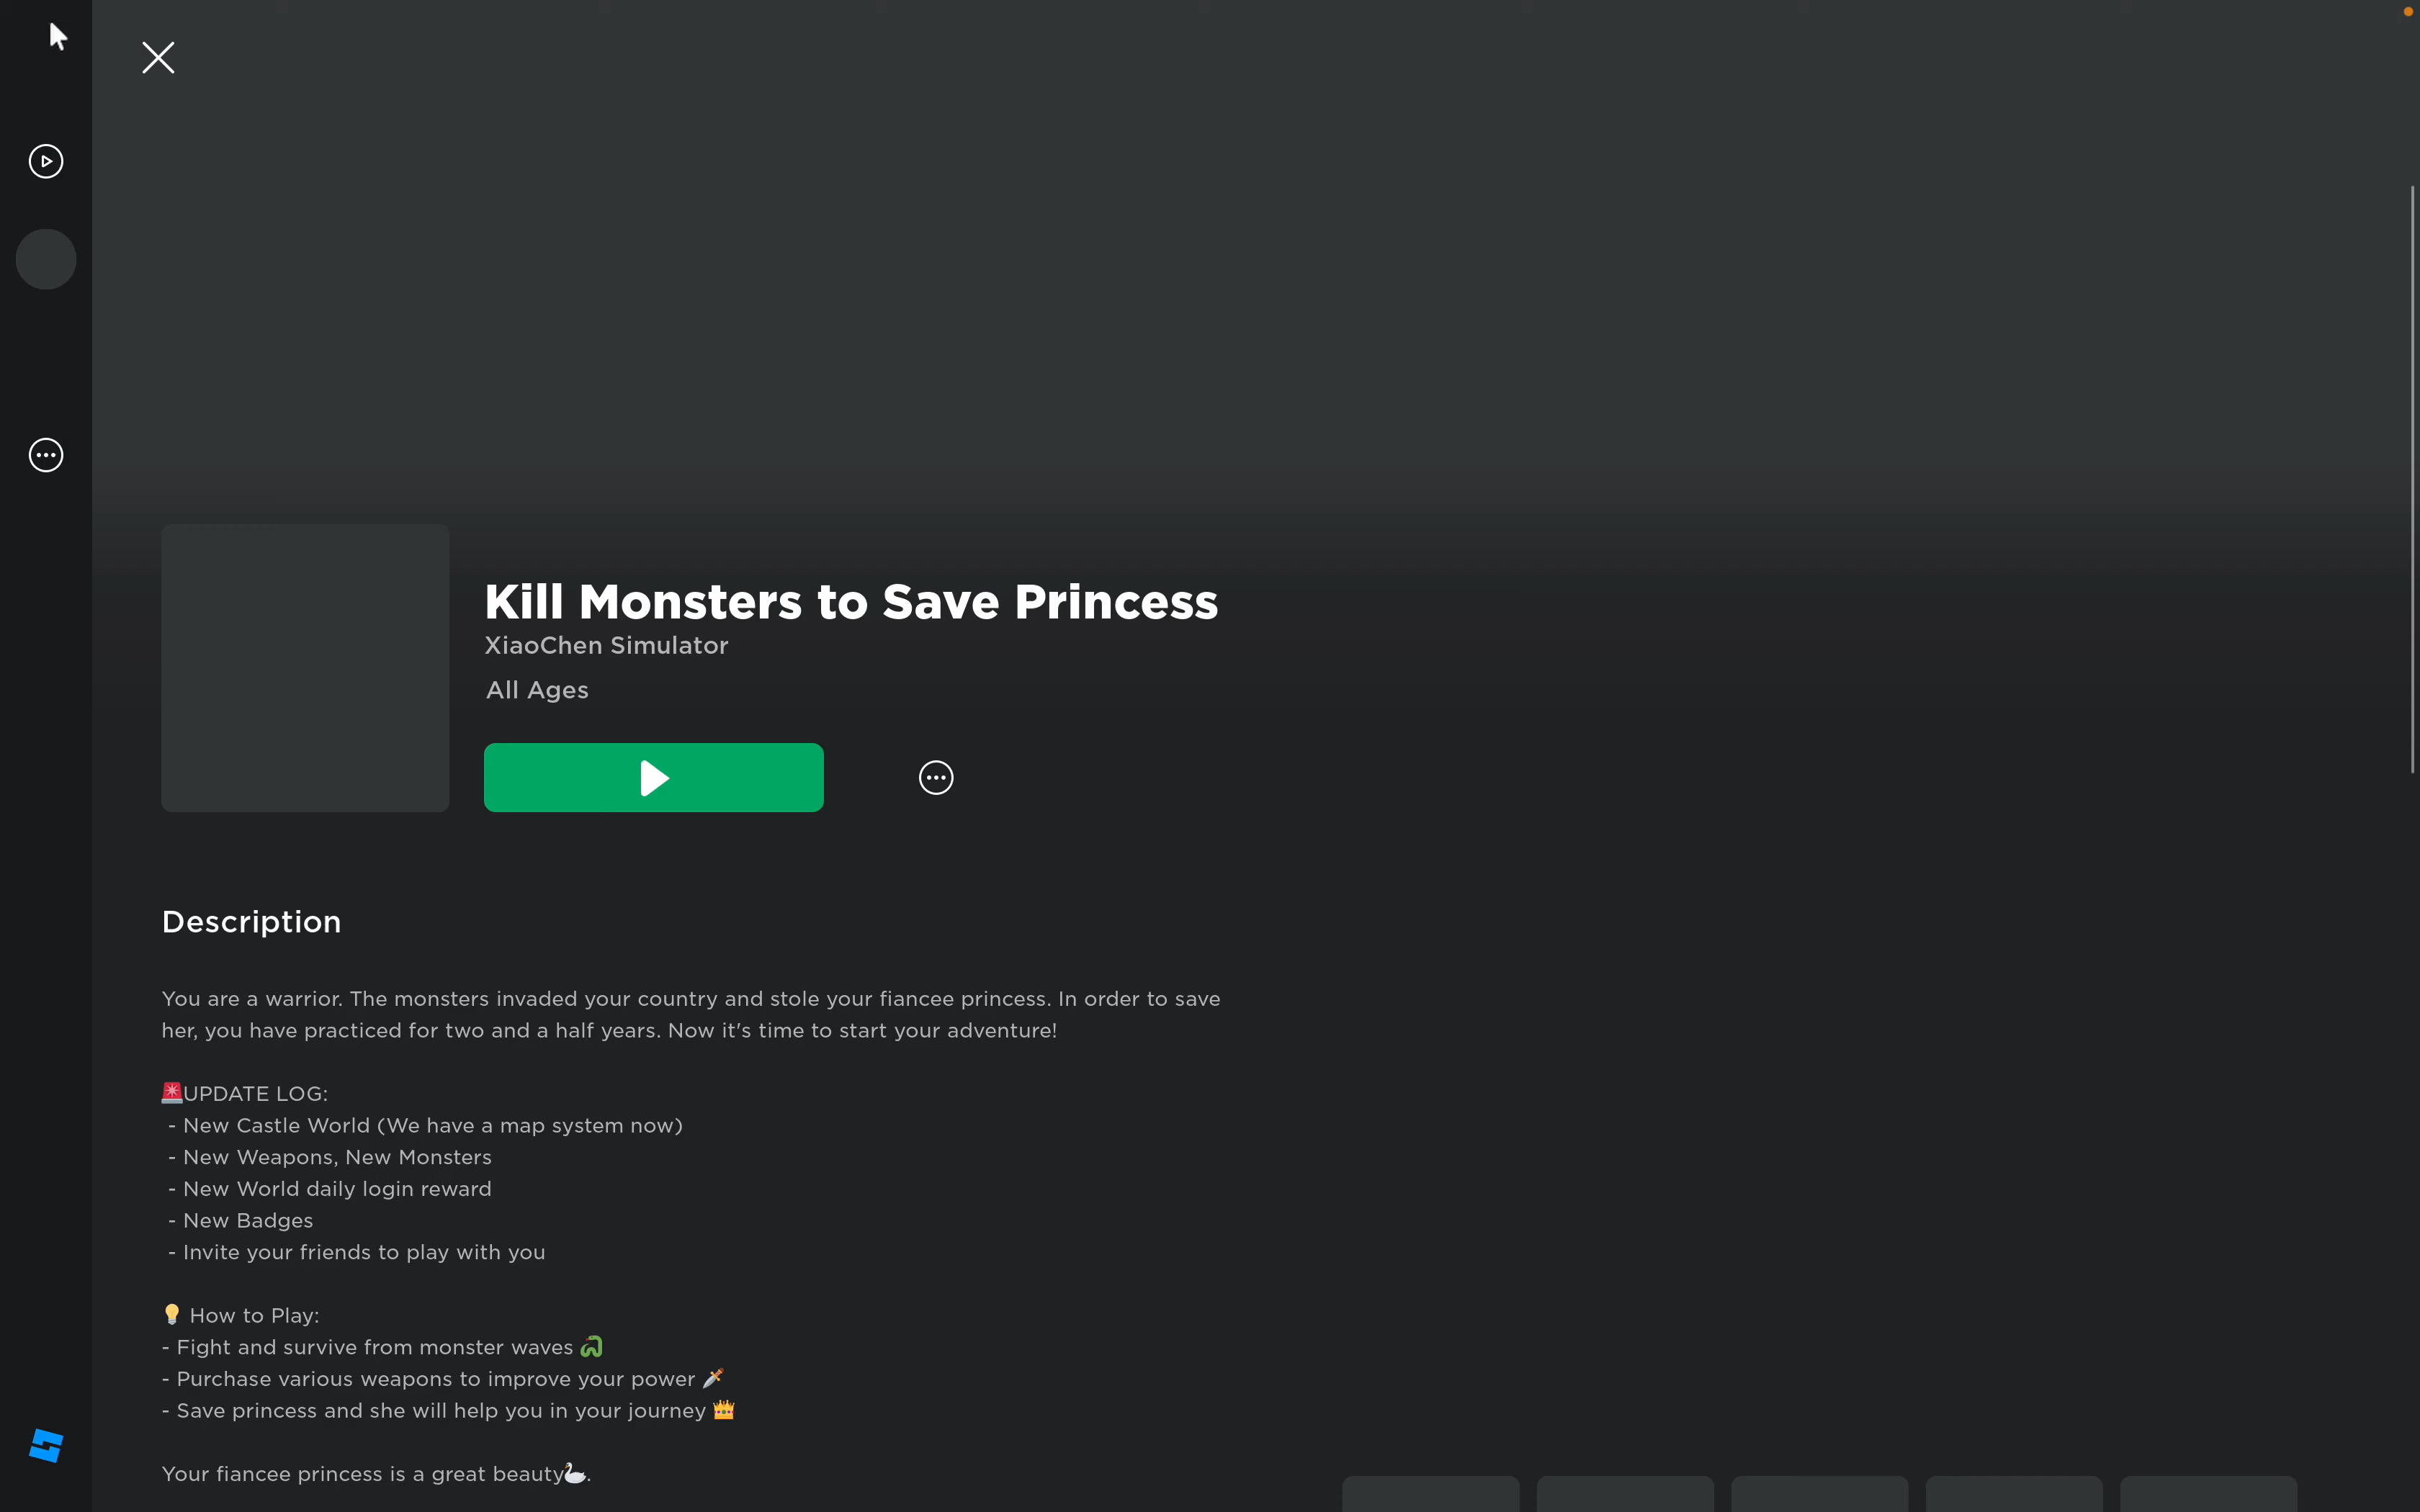 Kill Monsters to Save Princess
XiaoChen Simulator
All Ages
Description
You are a warrior. The monsters invaded your country and stole your fiancee princess. In order to save
her, you have practiced for two and a half years. Now it's time to start your adventure!
🚨UPDATE LOG:
- New Castle World (We have a map system now)
- New Weapons, New Monsters
- New World daily login reward
- New Badges
- Invite your friends to play with you
💡 How to Play:
- Fight and survive from monster waves 🐍
- Purchase various weapons to improve your power 🗡️
- Save princess and she will help you in your journey 👑
Your fiancee princess is a great beauty🦢.